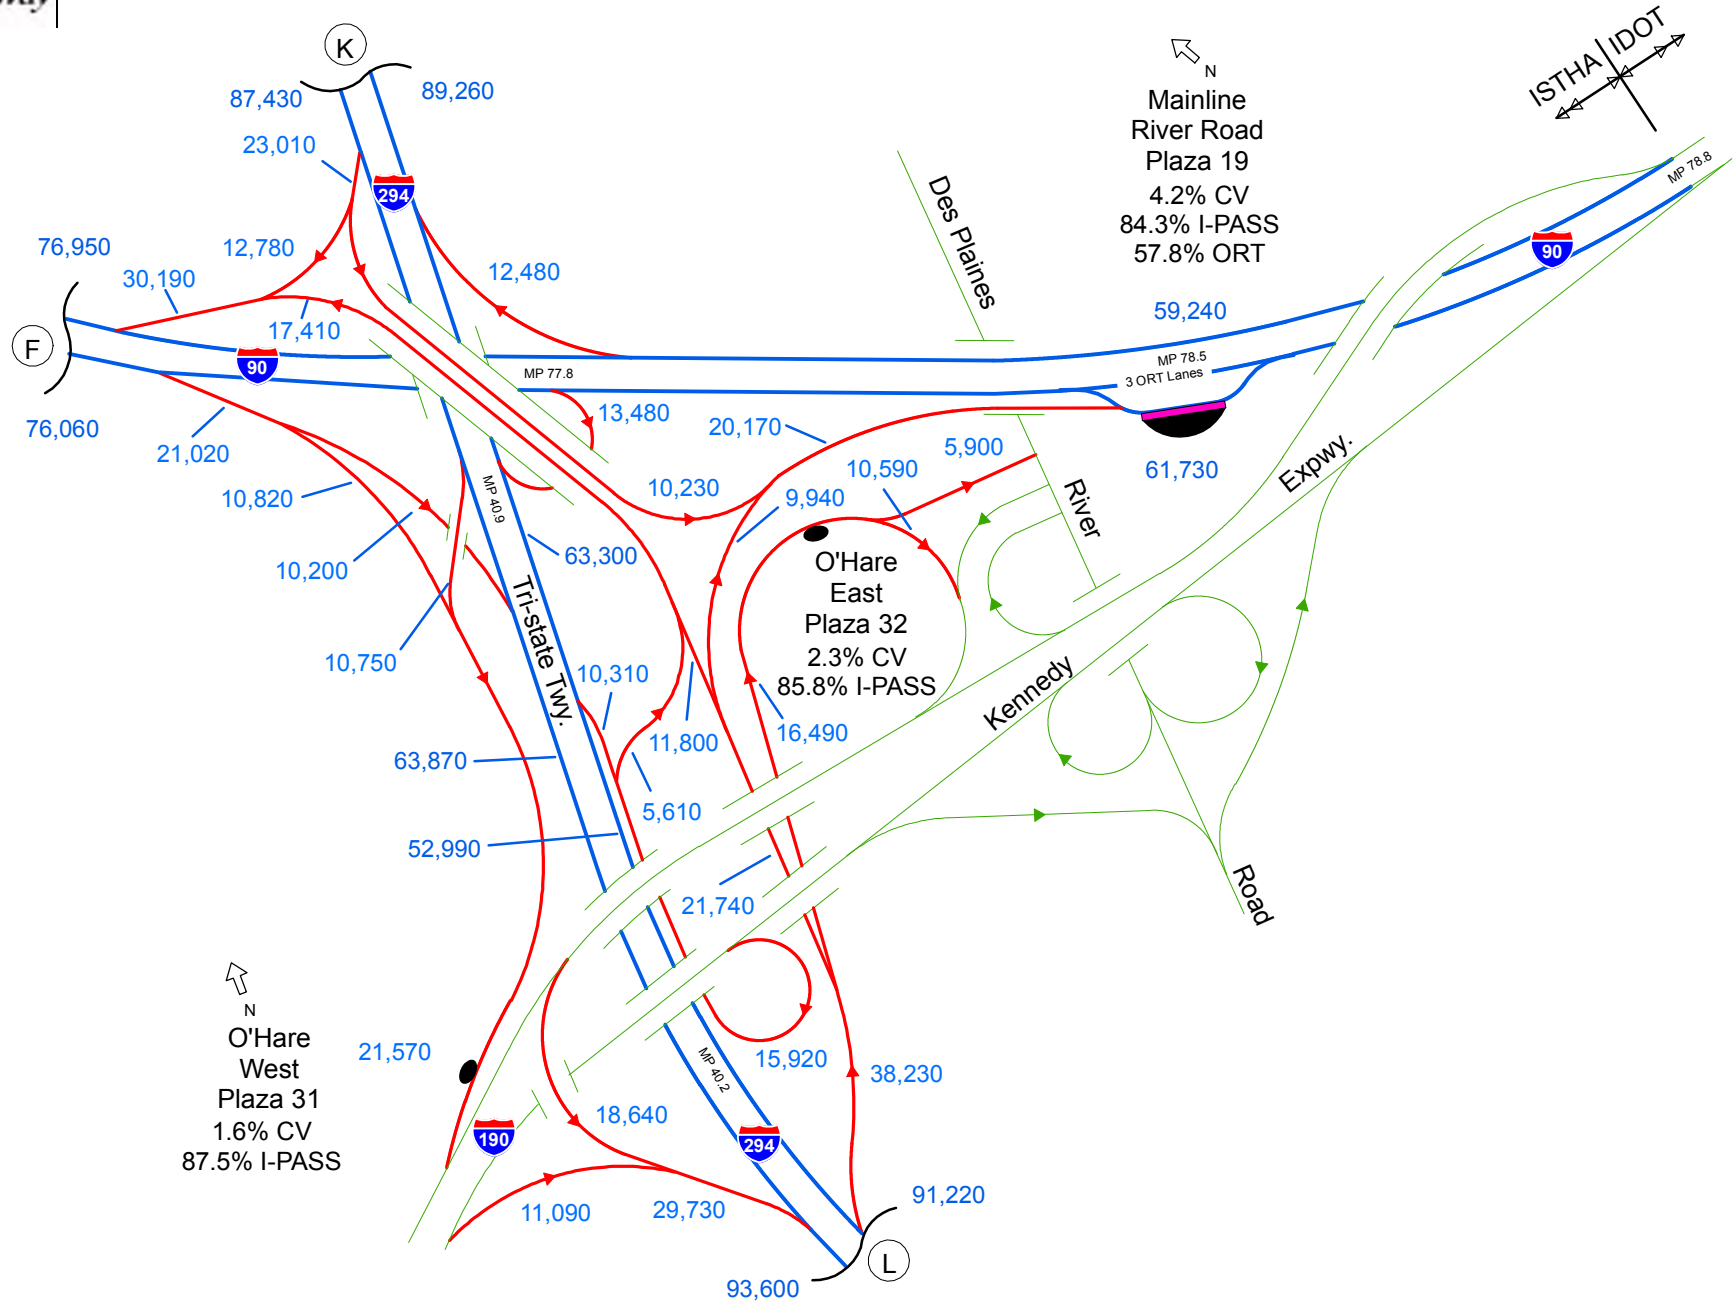 K
87,430
89,260
23,010
294
N
Mainline
River Road
Plaza 19
4.2% CV
84.3% I-PASS
57.8% ORT
ISTHA
IDOT
MP 78.8
90
Des Plaines
76,950
12,780
30,190
12,480
17,410
59,240
F
90
MP 77.8
MP 78.5
3 ORT Lanes
76,060
21,020
13,480
20,170
5,900
10,590
61,730
Expwy.
10,820
10,230
9,940
River
MP 40.9
10,200
63,300
O'Hare
East
Plaza 32
2.3% CV
85.8% I-PASS
10,750
Tri-state Twy.
10,310
Kennedy
11,800
16,490
63,870
5,610
52,990
21,740
Road
N
O'Hare
West
Plaza 31
1.6% CV
87.5% I-PASS
21,570
15,920
38,230
MP 40.2
18,640
190
294
11,090
29,730
91,220
L
93,600